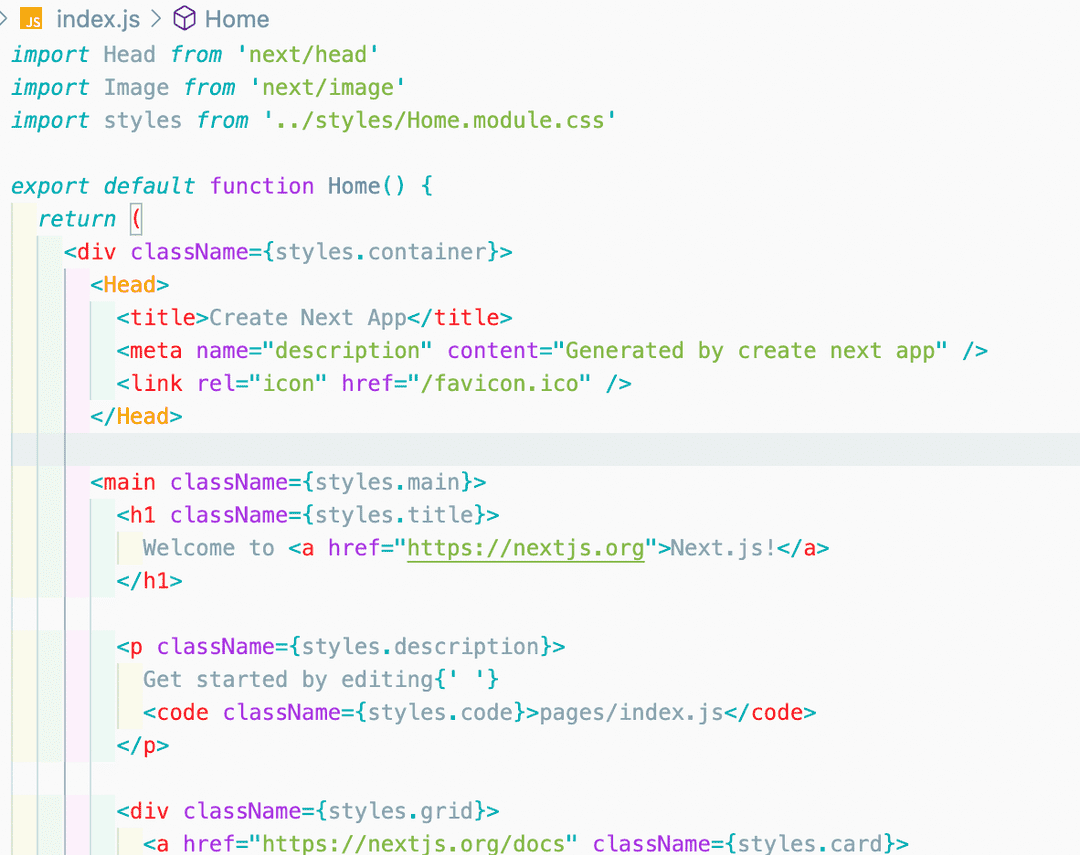 JS index.js > Home
import Head from 'next/head'
import Image from 'next/image'
import styles from '../styles/Home.module.css'
export default function Home() {
return (
<div className={styles.container}>
<Head>
<title>Create Next App</title>
<meta name="description" content="Generated by create next app" />
<link rel="icon" href="/favicon.ico" />
</Head>
<main className={styles.main}>
<h1 className={styles.title}>
Welcome to <a href="https://nextjs.org">Next.js!</a>
</h1>
<p className={styles.description}>
Get started by editing{' '}
<code className={styles.code}>pages/index.js</code>
</p>
<div className={styles.grid}>
<a href="https://nextjs.org/docs" className={styles.card}>